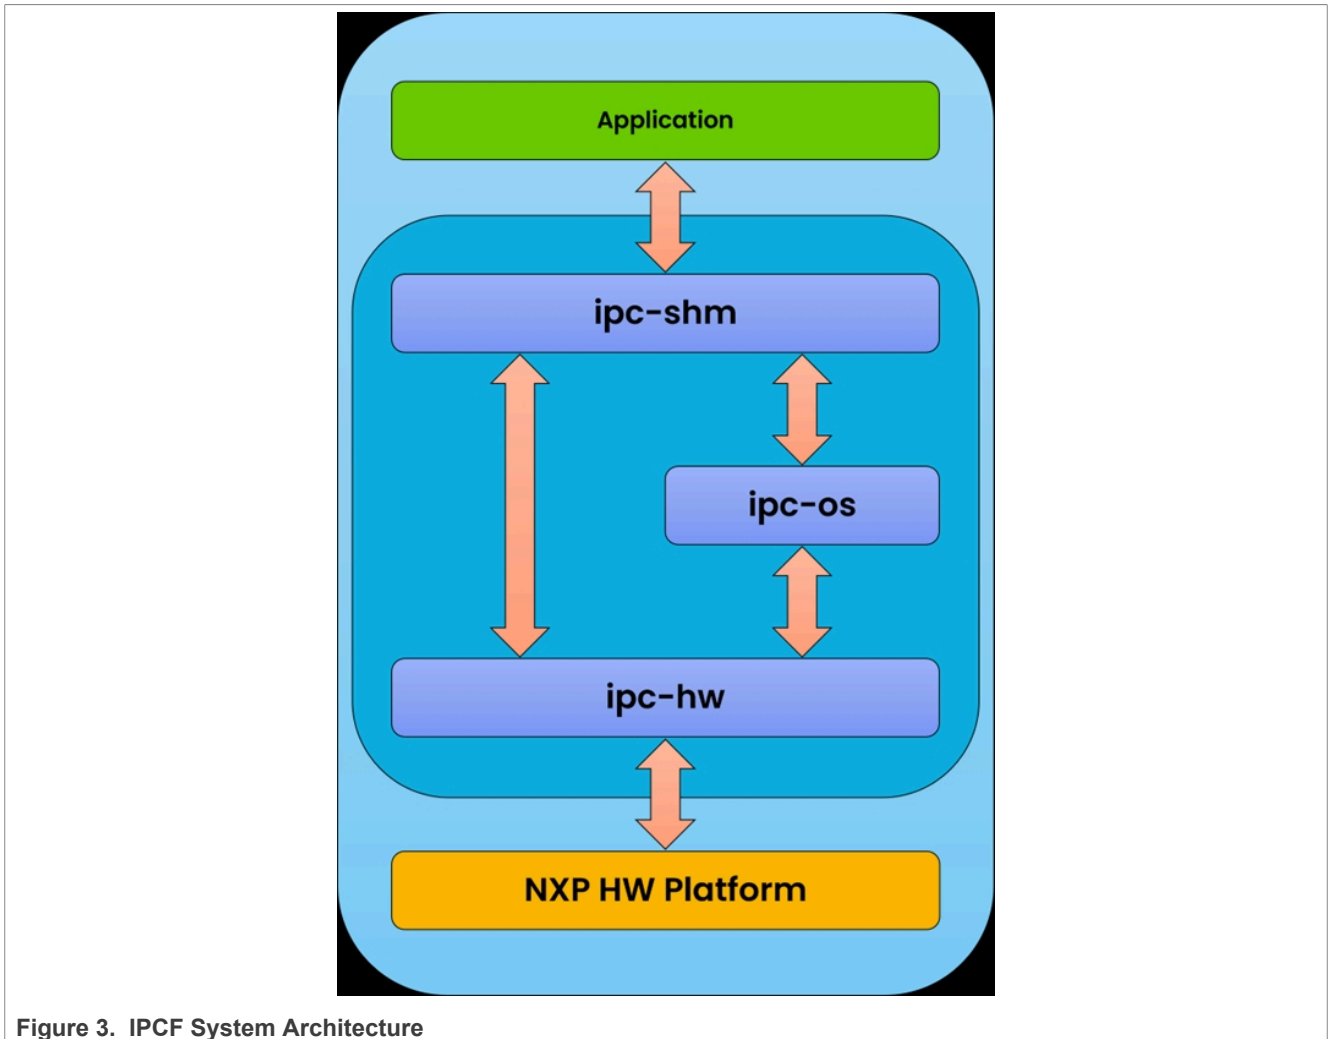 Application
ipc-shm
ipc-os
ipc-hw
NXP HW Platform
Figure 3. IPCF System Architecture